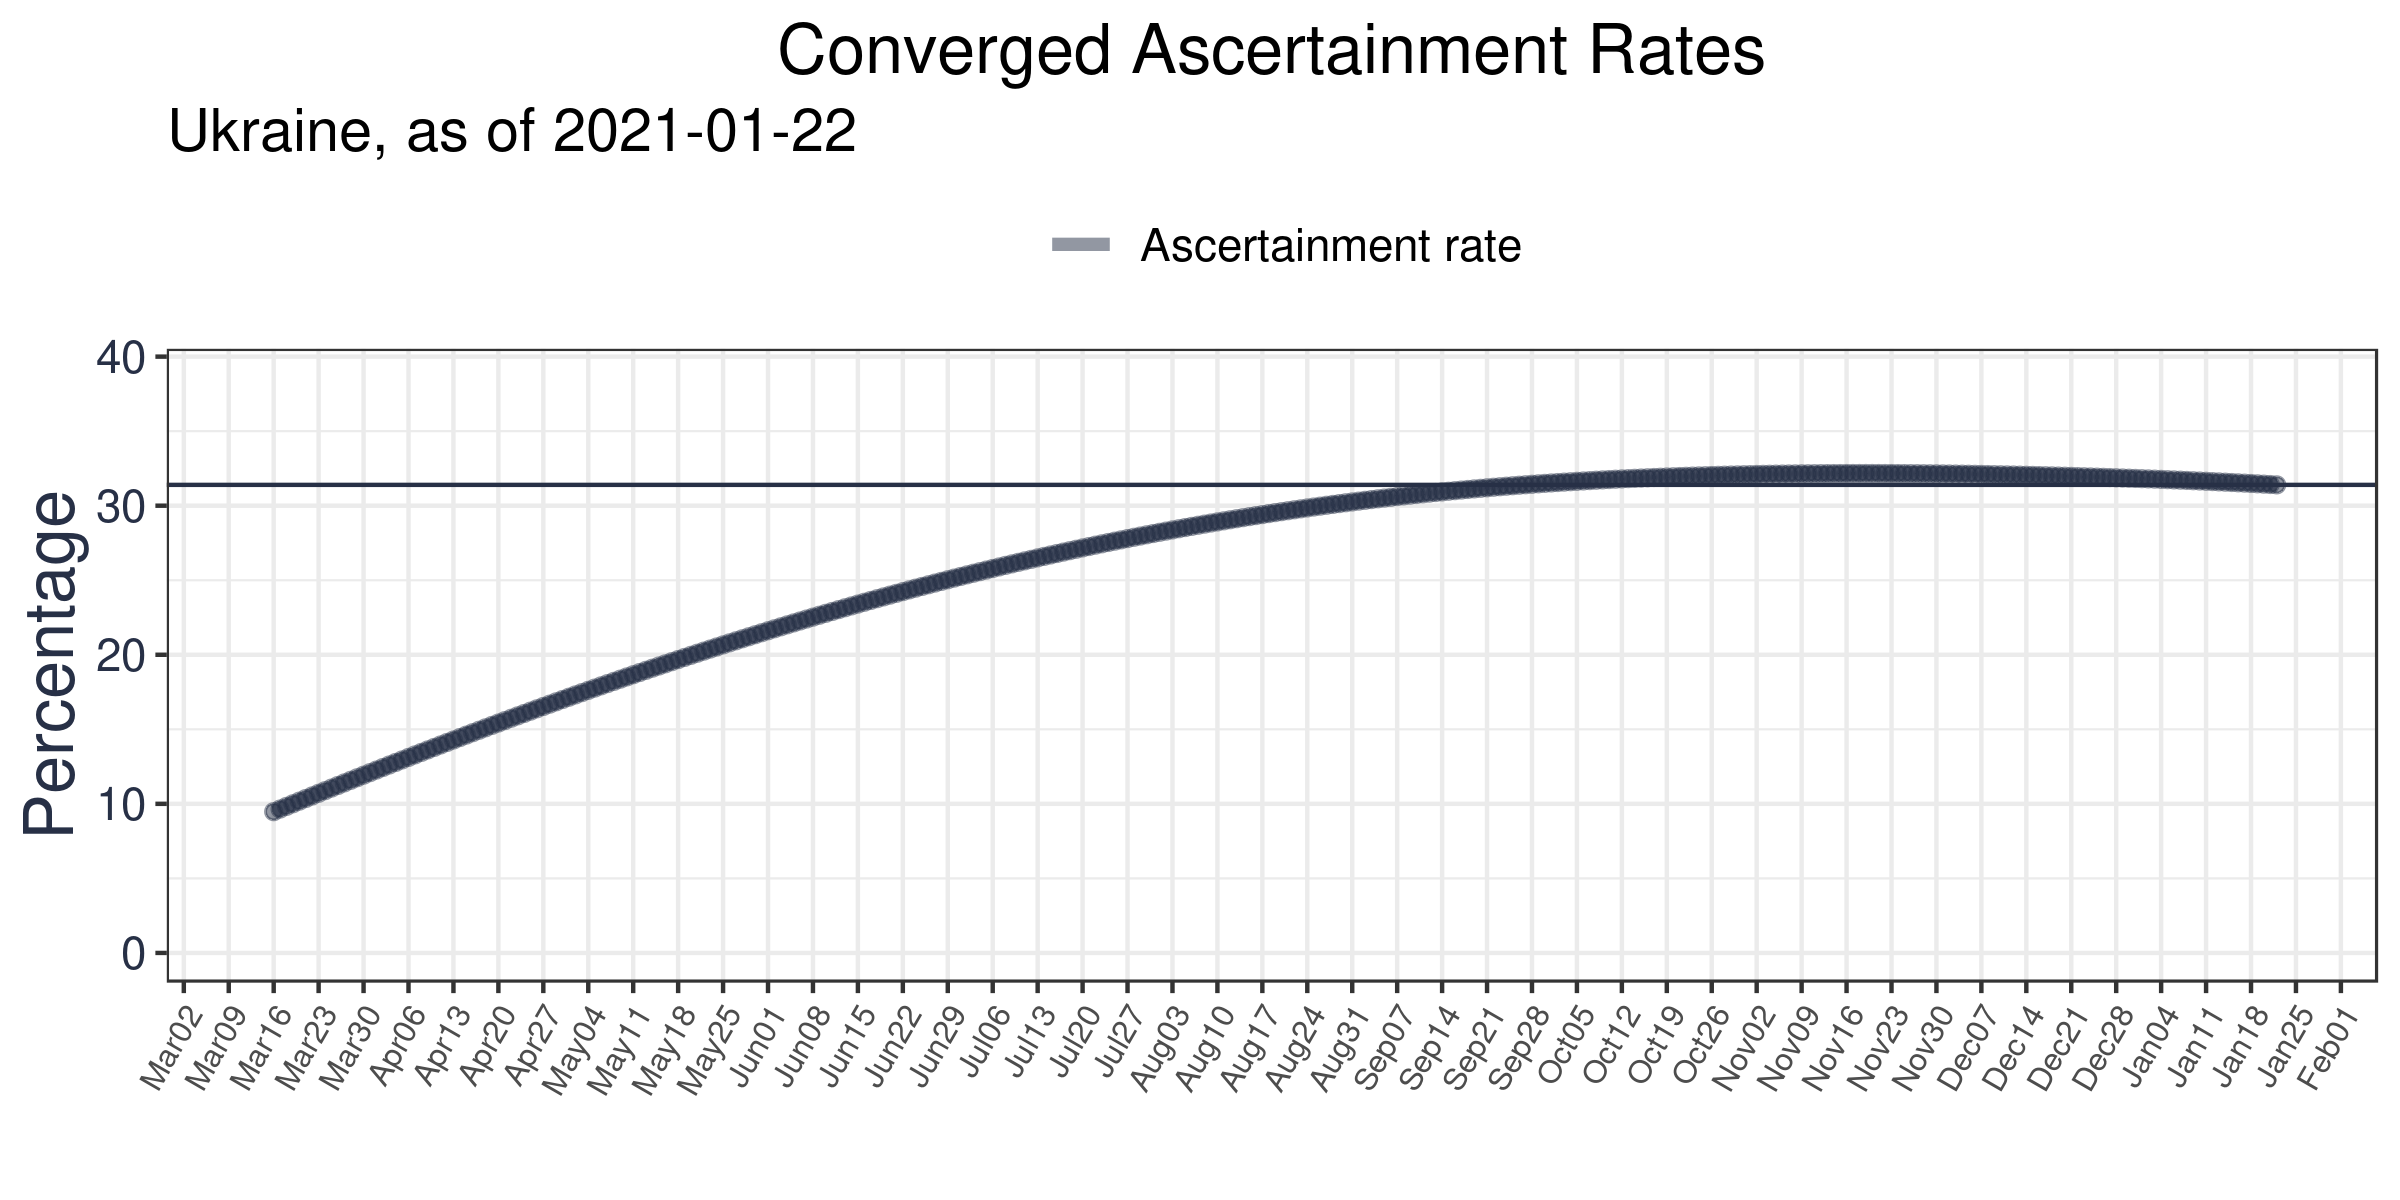 Converged Ascertainment Rates
Ukraine, as of 2021-01-22
Ascertainment rate
Percentage
40
30
20
10
0
Mar02 Mar09 Mar16 Mar23 Mar30 Apr06 Apr13 Apr20 Apr27 May04 May11 May18 May25 Jun01 Jun08 Jun15 Jun22 Jun29 Jul06 Jul13 Jul20 Jul27 Aug03 Aug10 Aug17 Aug24 Aug31 Sep07 Sep14 Sep21 Sep28 Oct05 Oct12 Oct19 Oct26 Nov02 Nov09 Nov16 Nov23 Nov30 Dec07 Dec14 Dec21 Dec28 Jan04 Jan11 Jan18 Jan25 Feb01